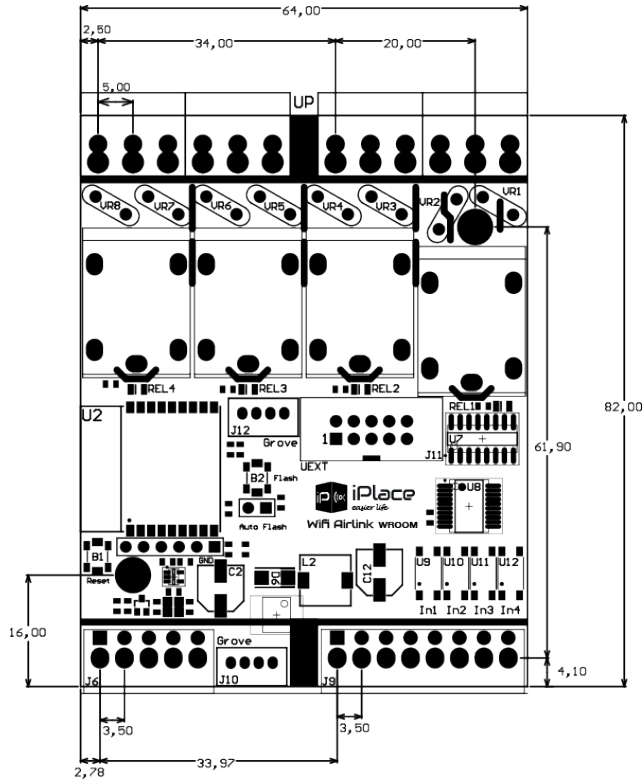 64,00
2,50
34,00
20,00
5,00
UP
VR8
VR7
VR6
VR5
VR4
VR3
VR2
VR1
REL4
REL3
REL2
REL1
82,00
61,90
U2
J12
Grove
1
UEXT
J11
U7
B2
Flash
Auto Flash
iP
iPlace
easier life
Wifi Airlink WROOM
U8
B1
Reset
GND
C2
D6
L2
C12
U9
U10
U11
U12
In1
In2
In3
In4
16,00
Grove
J6
J10
J9
4,10
3,50
3,50
33,97
2,78